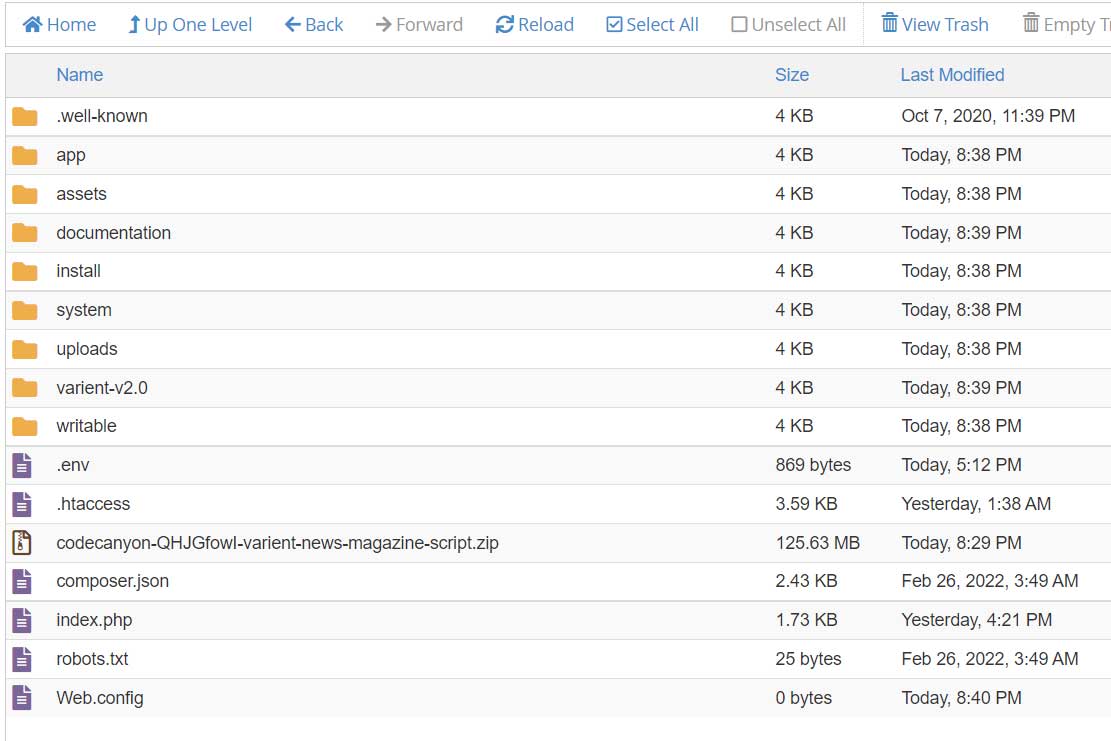 Home Up One Level Back Forward Reload Select All Unselect All View Trash Empty
Name Size Last Modified
.well-known 4 KB Oct 7, 2020, 11:39 PM
app 4 KB Today, 8:38 PM
assets 4 KB Today, 8:38 PM
documentation 4 KB Today, 8:39 PM
install 4 KB Today, 8:38 PM
system 4 KB Today, 8:38 PM
uploads 4 KB Today, 8:38 PM
varient-v2.0 4 KB Today, 8:39 PM
writable 4 KB Today, 8:38 PM
.env 869 bytes Today, 5:12 PM
.htaccess 3.59 KB Yesterday, 1:38 AM
codecanyon-QHJGfowI-varient-news-magazine-script.zip 125.63 MB Today, 8:29 PM
composer.json 2.43 KB Feb 26, 2022, 3:49 AM
index.php 1.73 KB Yesterday, 4:21 PM
robots.txt 25 bytes Feb 26, 2022, 3:49 AM
Web.config 0 bytes Today, 8:40 PM